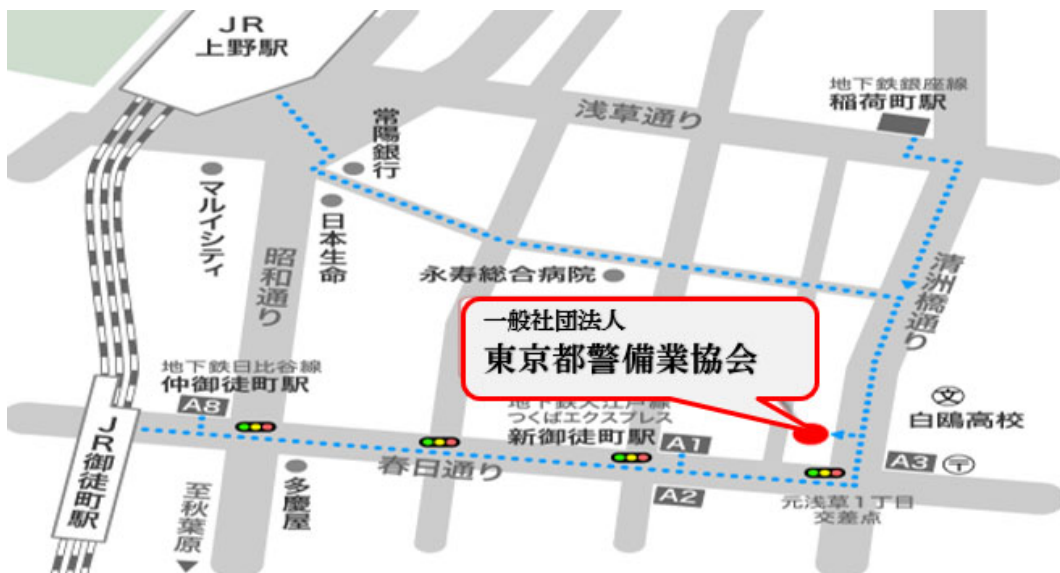 JR
上野駅
地下鉄銀座線
稲荷町駅
浅草通り
常陽銀行
マルイシティ
日本生命
昭和通り
永寿総合病院
清洲橋通り
一般社団法人
東京都警備業協会
地下鉄日比谷線
仲御徒町駅
A8
地下鉄大江戸線
つくばエクスプレス
新御徒町駅
A1
A2
白鴎高校
文
A3
〒
JR御徒町駅
春日通り
多慶屋
至秋葉原
元浅草1丁目
交差点